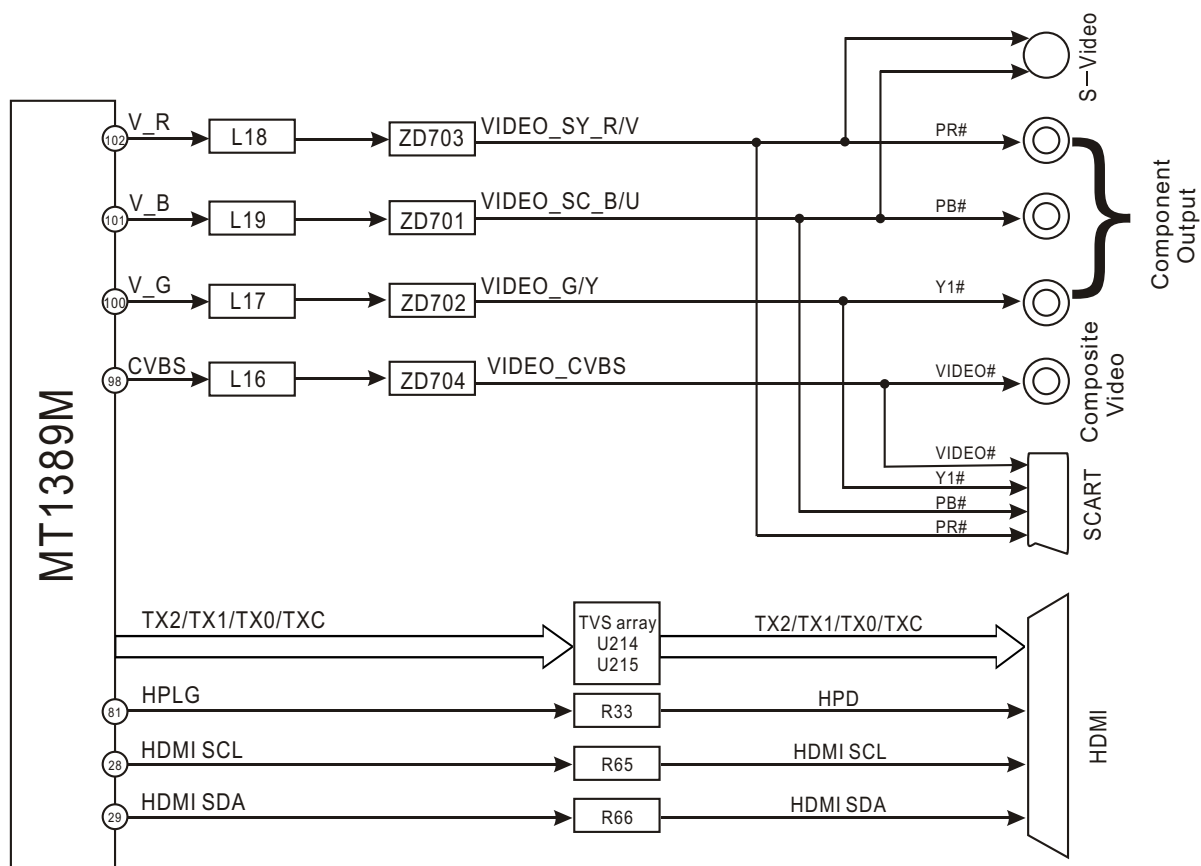 S-Video
102
V_R
L18
ZD703
VIDEO_SY_R/V
PR#
101
V_B
L19
ZD701
VIDEO_SC_B/U
PB#
Component
Output
100
V_G
L17
ZD702
VIDEO_G/Y
Y1#
98
CVBS
L16
ZD704
VIDEO_CVBS
VIDEO#
Composite
Video
MT1389M
VIDEO#
Y1#
PB#
PR#
SCART
TX2/TX1/TX0/TXC
TVS array
U214
U215
TX2/TX1/TX0/TXC
81
HPLG
R33
HPD
28
HDMI SCL
R65
HDMI SCL
29
HDMI SDA
R66
HDMI SDA
HDMI